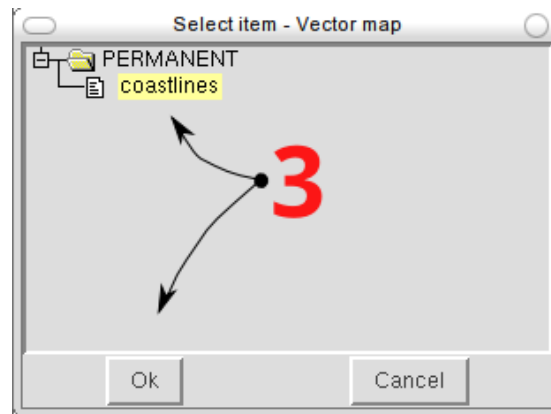 Select item - Vector map
PERMANENT
coastlines
3
Ok Cancel